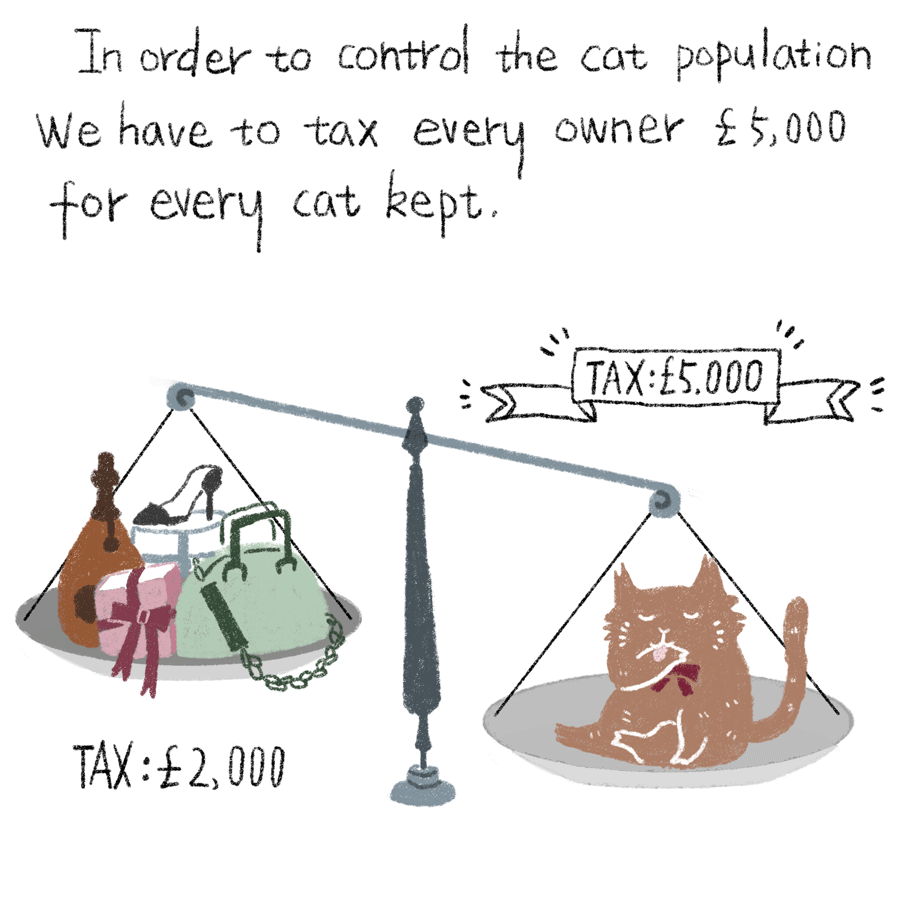 In order to control the cat population
We have to tax every owner £5,000
for every cat kept.
TAX:£5.000
TAX:£2,000